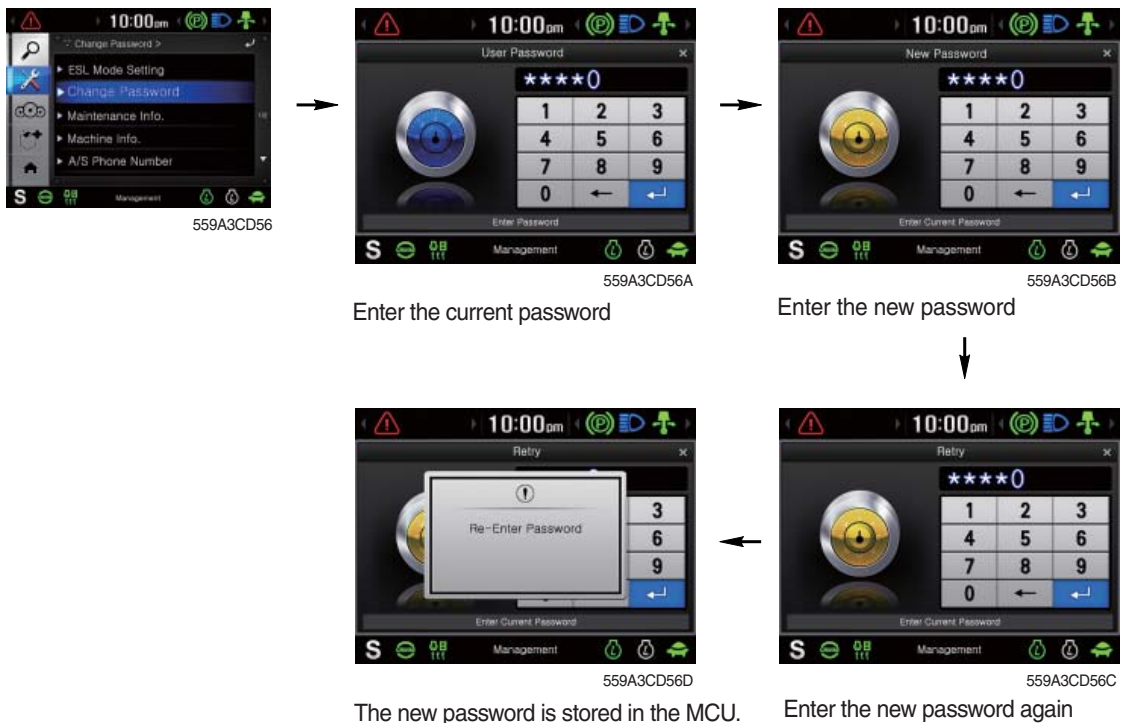 10:00pm
Change Password >
ESL Mode Setting
Change Password
Maintenance Info.
Machine Info.
A/S Phone Number
S Management
559A3CD56
10:00pm
User Password ×
****0
1 2 3
4 5 6
7 8 9
0 ←
Enter Password
S Management
559A3CD56A
Enter the current password
10:00pm
New Password ×
****0
1 2 3
4 5 6
7 8 9
0 ←
Enter Current Password
S Management
559A3CD56B
Enter the new password
10:00pm
Retry ×
****0
1 2 3
4 5 6
7 8 9
0 ←
Enter Current Password
S Management
559A3CD56C
Enter the new password again
10:00pm
Retry ×
Re-Enter Password
3
6
9
Enter Current Password
S Management
559A3CD56D
The new password is stored in the MCU.